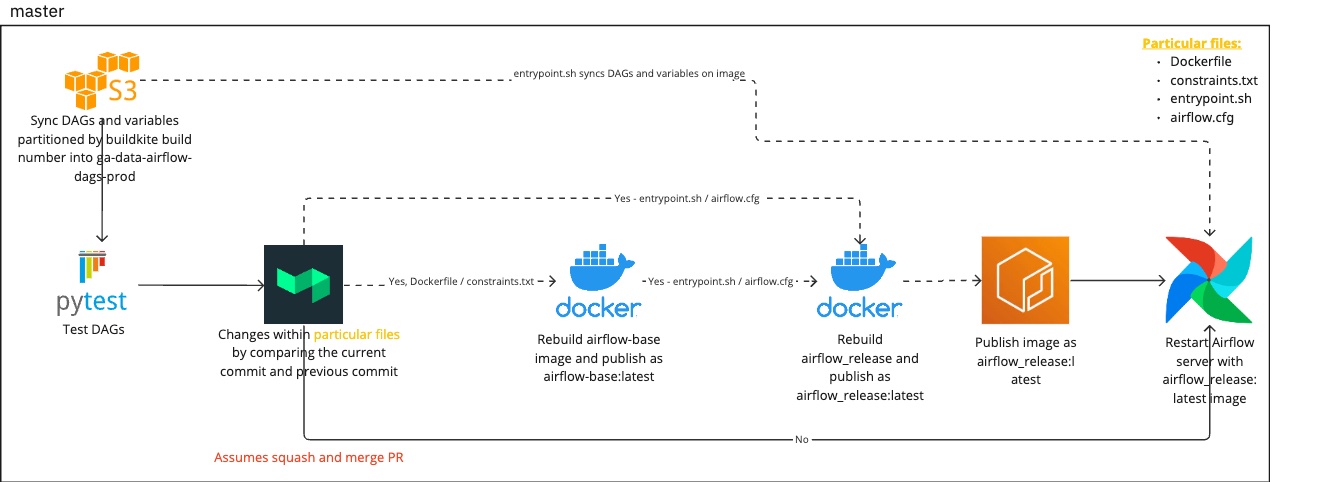 master
Particular files:
· Dockerfile
· constraints.txt
· entrypoint.sh
· airflow.cfg
S3
entrypoint.sh syncs DAGs and variables on image
Sync DAGs and variables
partitioned by buildkite build
number into ga-data-airflow-
dags-prod
Yes - entrypoint.sh / airflow.cfg
pytest
Test DAGs
Changes within particular files
by comparing the current
commit and previous commit
Yes, Dockerfile / constraints.txt
docker
Rebuild airflow-base
image and publish as
airflow-base:latest
Yes - entrypoint.sh / airflow.cfg
docker
Rebuild
airflow_release and
publish as
airflow_release:latest
Publish image as
airflow_release:l
atest
Restart Airflow
server with
airflow_release:
latest image
No
Assumes squash and merge PR